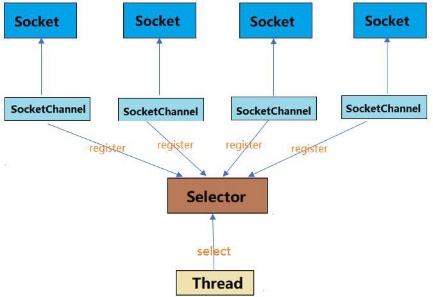 Socket Socket Socket Socket
SocketChannel SocketChannel SocketChannel SocketChannel
register register register register
Selector
select
Thread